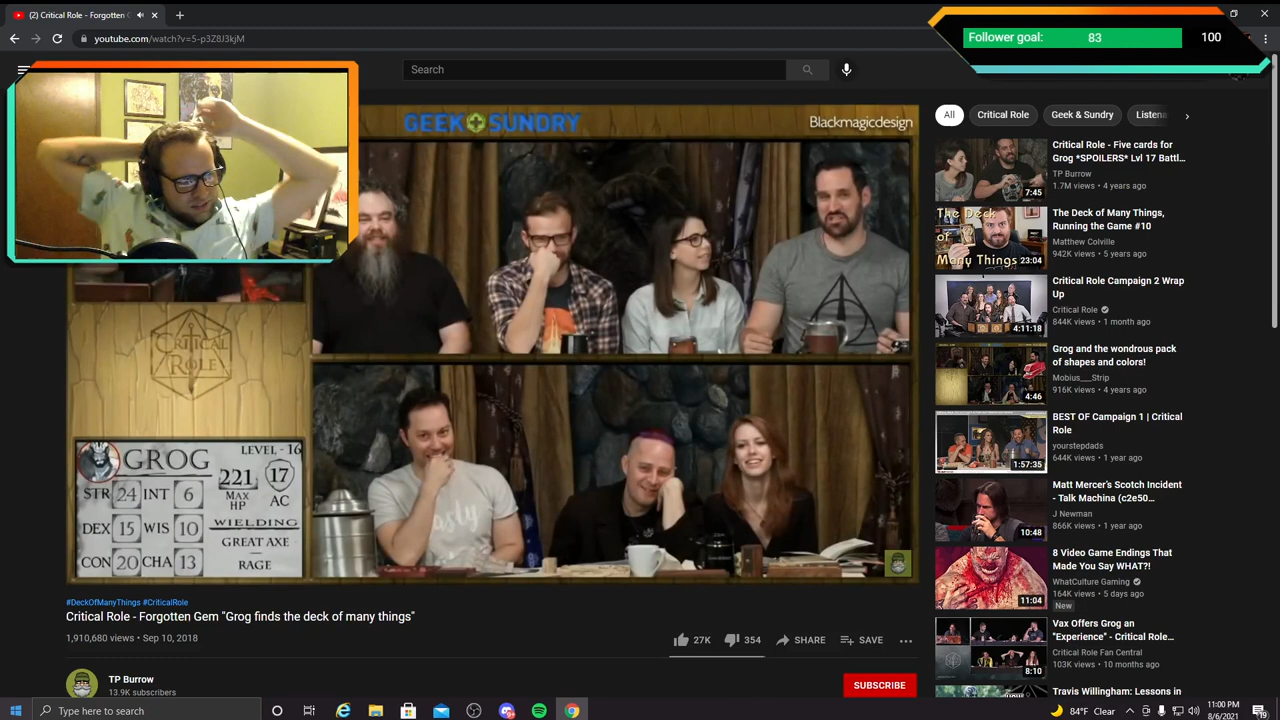 (2) Critical Role - Forgotten
youtube.com/watch?v=5-p3Z8J3kjM
Follower goal: 83 100
Search
GEEK & SUNDRY
Blackmagicdesign
CRITICAL
ROLE
GROG
LEVEL - 16
221
MAX
HP
17
AC
STR 24 INT 6
DEX 15 WIS 10
CON 20 CHA 13
WIELDING
GREAT AXE
RAGE
#DeckOfManyThings #CriticalRole
Critical Role - Forgotten Gem "Grog finds the deck of many things"
1,910,680 views • Sep 10, 2018
27K 354 SHARE SAVE
TP Burrow
13.9K subscribers
SUBSCRIBE
All Critical Role Geek & Sundry Listena
Critical Role - Five cards for
Grog *SPOILERS* Lvl 17 Battl...
TP Burrow
1.7M views • 4 years ago
7:45
The Deck
of
Many Things
23:04
The Deck of Many Things,
Running the Game #10
Matthew Colville
942K views • 5 years ago
Critical Role Campaign 2 Wrap
Up
Critical Role
844K views • 1 month ago
4:11:18
Grog and the wondrous pack
of shapes and colors!
Mobius___Strip
916K views • 4 years ago
4:46
BEST OF Campaign 1 | Critical
Role
yourstepdads
644K views • 1 year ago
1:57:35
Matt Mercer's Scotch Incident
- Talk Machina (c2e50...
J Newman
866K views • 1 year ago
10:48
8 Video Game Endings That
Made You Say WHAT?!
WhatCulture Gaming
164K views • 5 days ago
New
11:04
Vax Offers Grog an
"Experience" - Critical Role...
Critical Role Fan Central
103K views • 10 months ago
8:10
Travis Willingham: Lessons in
Type here to search
84°F Clear
11:00 PM
8/6/2021
19